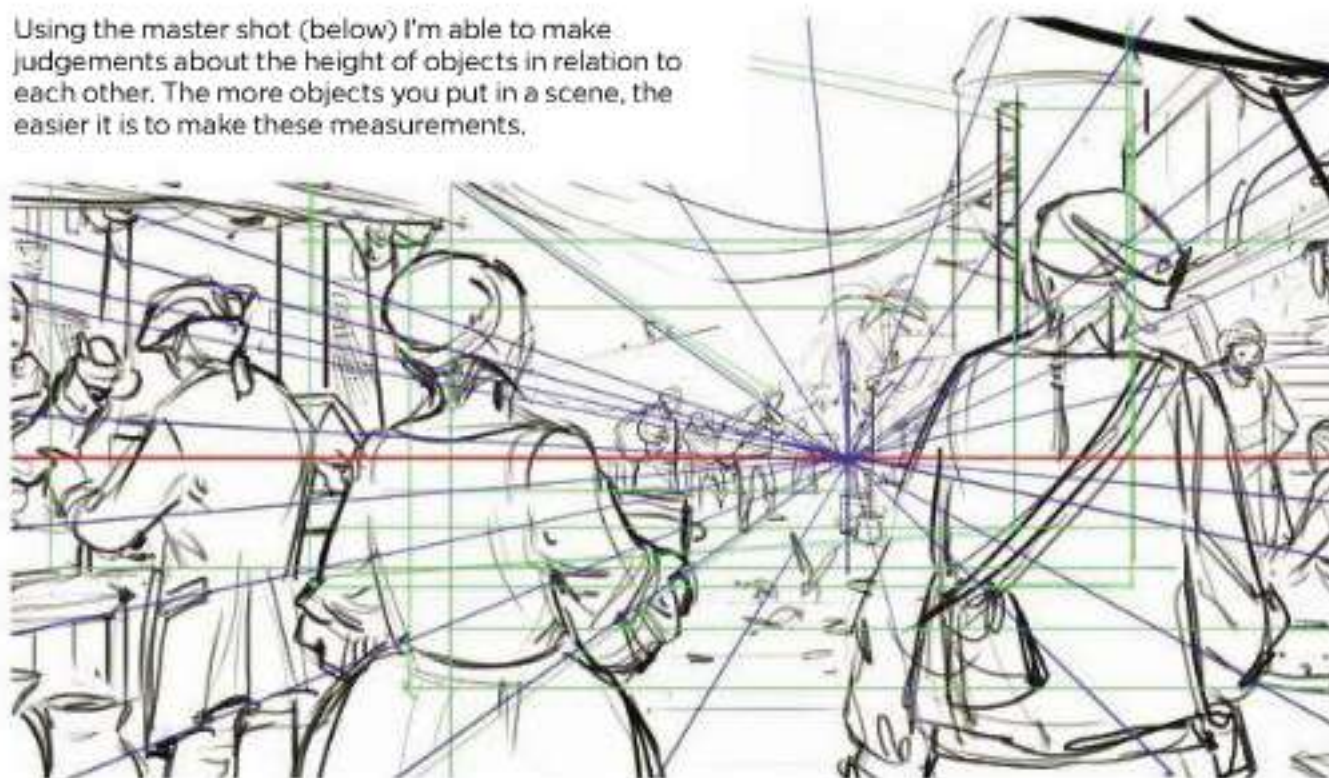 Using the master shot (below) I'm able to make
judgements about the height of objects in relation to
each other. The more objects you put in a scene, the
easier it is to make these measurements.